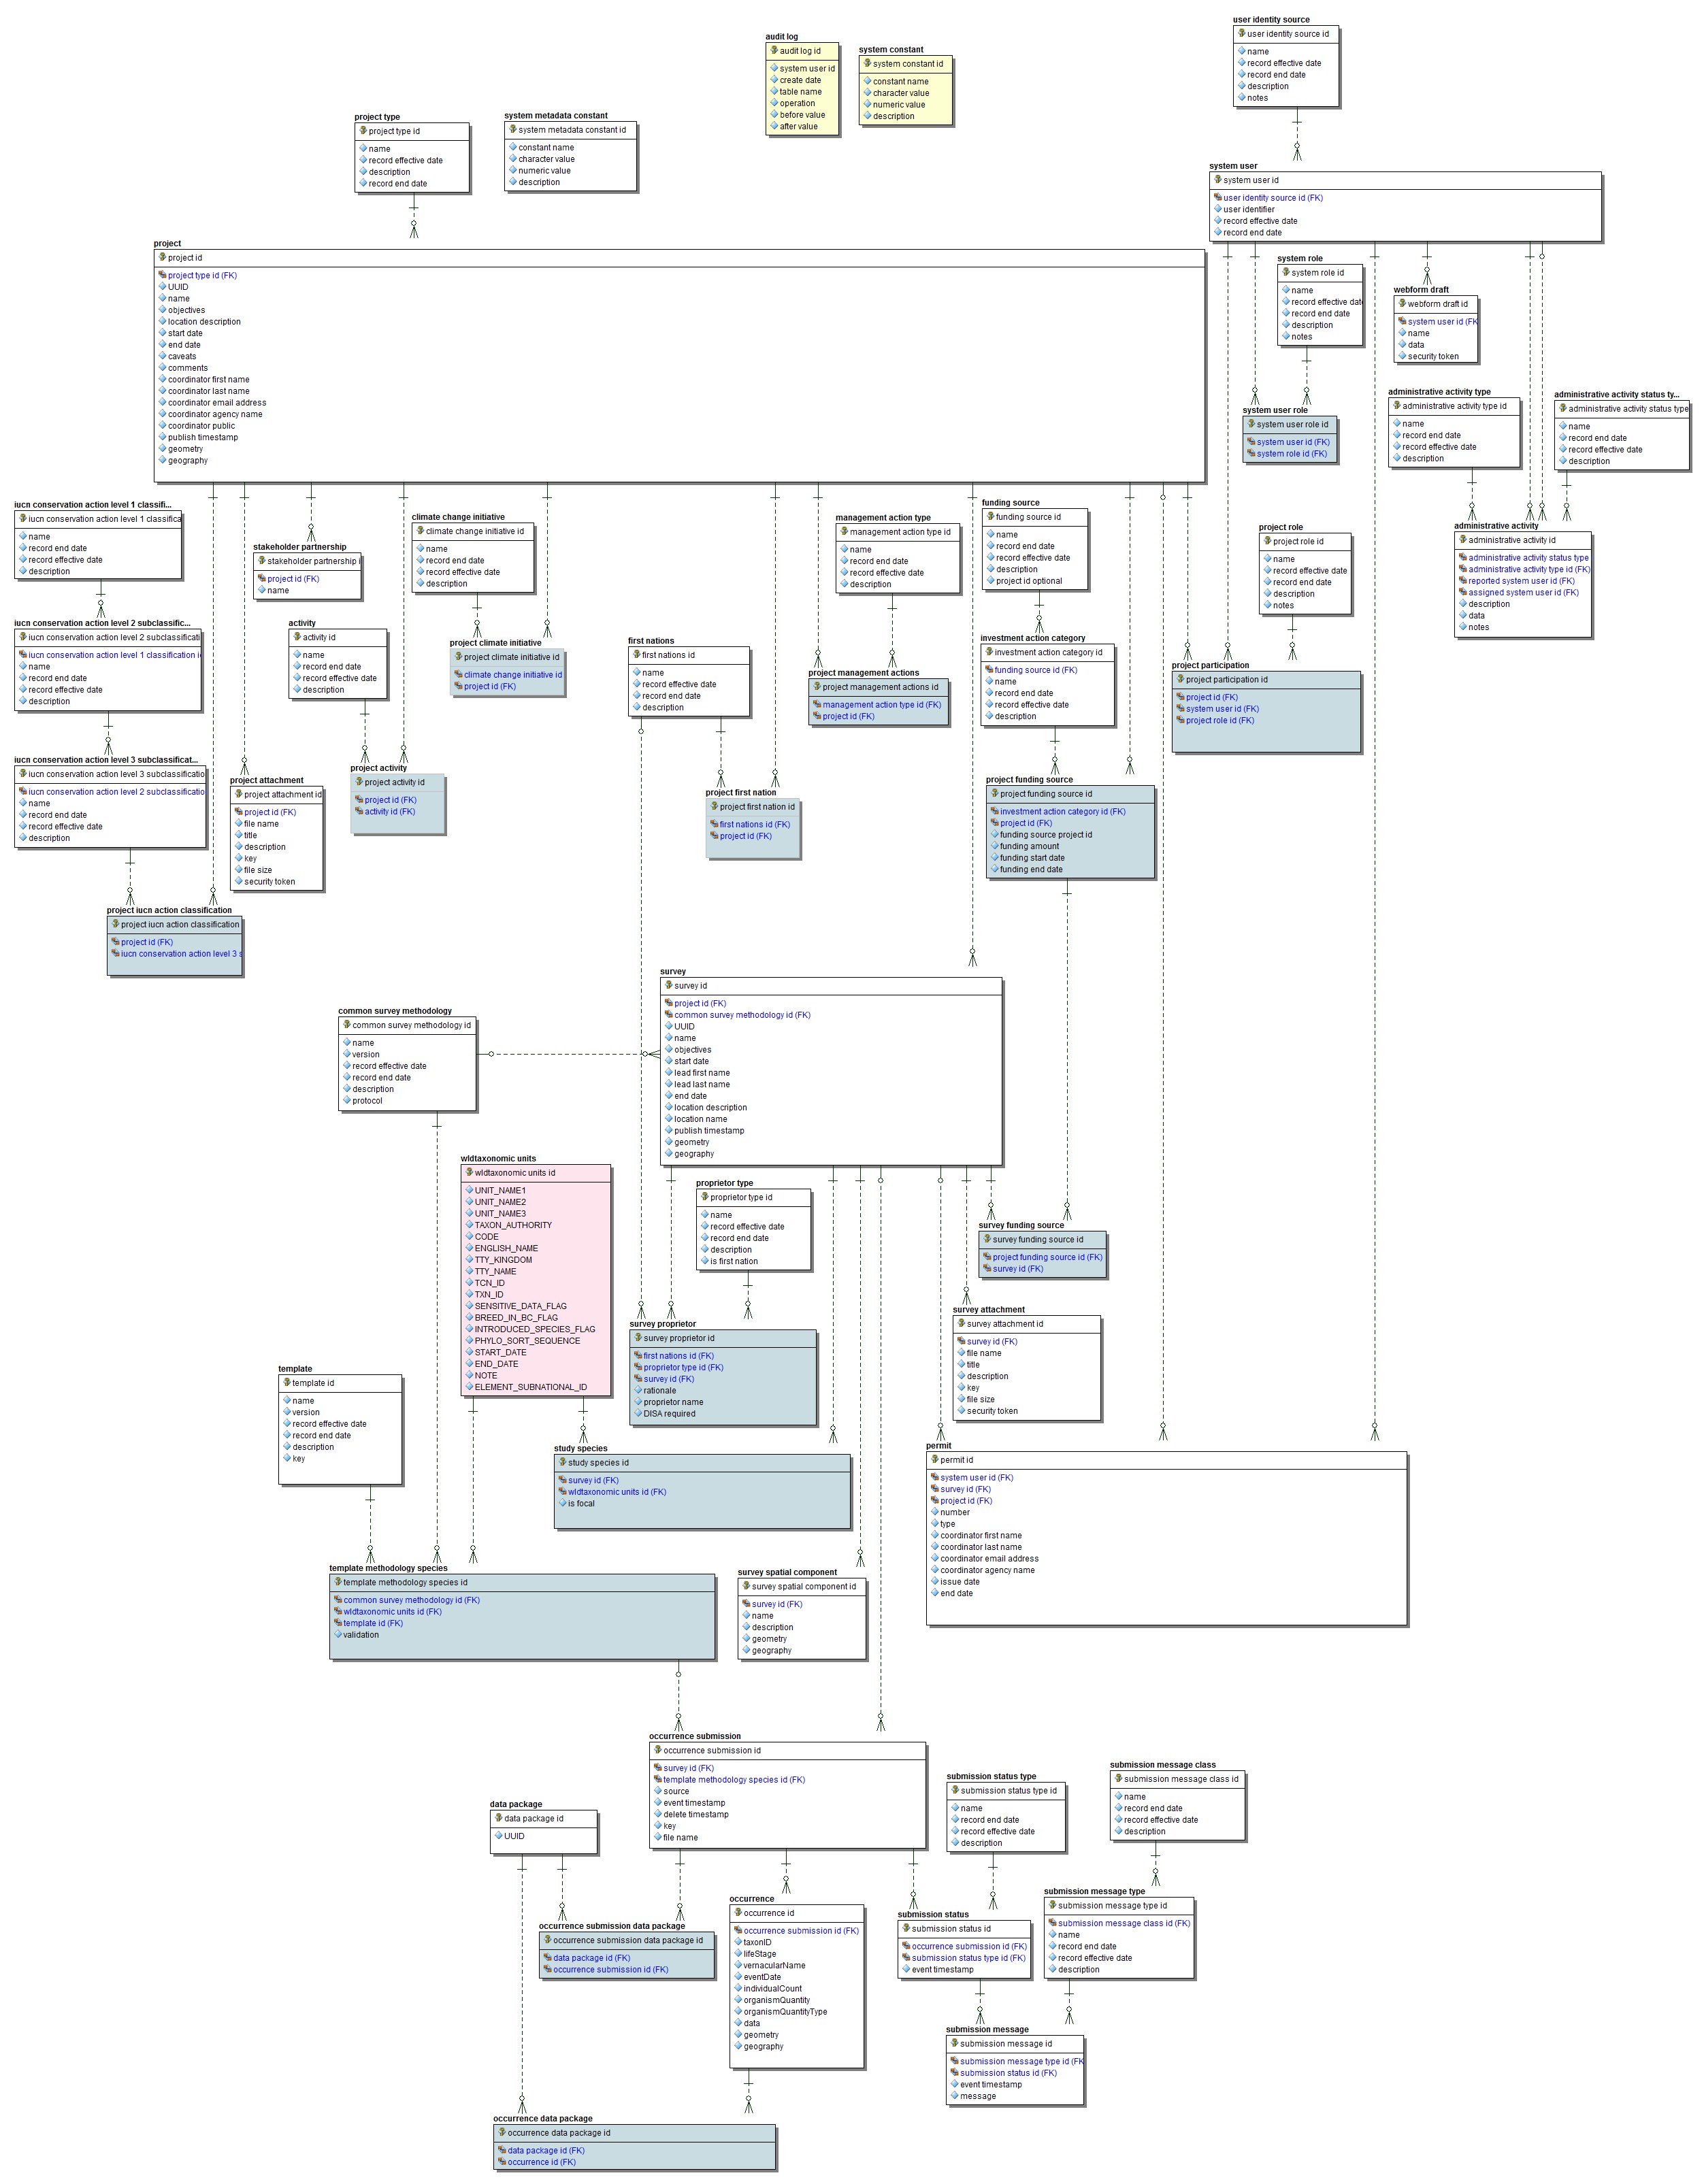 user identity source
user identity source id
name
record effective date
record end date
description
notes
audit log
audit log id
system user id
create date
table name
operation
before value
after value
system constant
system constant id
constant name
character value
numeric value
description
project type
project type id
name
record effective date
description
record end date
system metadata constant
system metadata constant id
constant name
character value
numeric value
description
system user
system user id
user identity source id (FK)
user identifier
record effective date
record end date
project
project id
project type id (FK)
UUID
name
objectives
location description
start date
end date
caveats
comments
coordinator first name
coordinator last name
coordinator email address
coordinator agency name
coordinator public
publish timestamp
geometry
geography
system role
system role id
name
record effective date
record end date
description
notes
webform draft
webform draft id
system user id (FK
name
data
security token
system user role
system user role id
system user id (FK)
system role id (FK)
administrative activity type
administrative activity type id
name
record end date
record effective date
description
administrative activity status ty...
administrative activity status type
name
record end date
record effective date
description
administrative activity
administrative activity id
administrative activity status type
administrative activity type id (FK)
reported system user id (FK)
assigned system user id (FK)
description
data
notes
iucn conservation action level 1 classifi...
iucn conservation action level 1 classifica
name
record end date
record effective date
description
stakeholder partnership
stakeholder partnership i
project id (FK)
name
climate change initiative
climate change initiative id
name
record end date
record effective date
description
management action type
management action type id
name
record end date
record effective date
description
funding source
funding source id
name
record end date
record effective date
description
project id optional
project role
project role id
name
record effective date
record end date
description
notes
iucn conservation action level 2 subclassific...
iucn conservation action level 2 subclassificati
iucn conservation action level 1 classification i
name
record end date
record effective date
description
activity
activity id
name
record end date
record effective date
description
project climate initiative
project climate initiative id
climate change initiative id
project id (FK)
first nations
first nations id
name
record effective date
record end date
description
project management actions
project management actions id
management action type id (FK)
project id (FK)
investment action category
investment action category id
funding source id (FK)
name
record end date
record effective date
description
project participation
project participation id
project id (FK)
system user id (FK)
project role id (FK)
iucn conservation action level 3 subclassificat...
iucn conservation action level 3 subclassificatio
iucn conservation action level 2 subclassificatio
name
record end date
record effective date
description
project attachment
project attachment id
project id (FK)
file name
title
description
key
file size
security token
project activity
project activity id
project id (FK)
activity id (FK)
project first nation
project first nation id
first nations id (FK)
project id (FK)
project funding source
project funding source id
investment action category id (FK)
project id (FK)
funding source project id
funding amount
funding start date
funding end date
project iucn action classification
project iucn action classification
project id (FK)
iucn conservation action level 3 s
survey
survey id
project id (FK)
common survey methodology id (FK)
UUID
name
objectives
start date
lead first name
lead last name
end date
location description
location name
publish timestamp
geometry
geography
common survey methodology
common survey methodology id
name
version
record effective date
record end date
description
protocol
wldtaxonomic units
wldtaxonomic units id
UNIT_NAME1
UNIT_NAME2
UNIT_NAME3
TAXON_AUTHORITY
CODE
ENGLISH_NAME
TTY_KINGDOM
TTY_NAME
TCN_ID
TXN_ID
SENSITIVE_DATA_FLAG
BREED_IN_BC_FLAG
INTRODUCED_SPECIES_FLAG
PHYLO_SORT_SEQUENCE
START_DATE
END_DATE
NOTE
ELEMENT_SUBNATIONAL_ID
proprietor type
proprietor type id
name
record effective date
record end date
description
is first nation
survey funding source
survey funding source id
project funding source id (FK)
survey id (FK)
survey proprietor
survey proprietor id
first nations id (FK)
proprietor type id (FK)
survey id (FK)
rationale
proprietor name
DISA required
survey attachment
survey attachment id
survey id (FK)
file name
title
description
key
file size
security token
template
template id
name
version
record effective date
record end date
description
key
study species
study species id
survey id (FK)
wldtaxonomic units id (FK)
is focal
permit
permit id
system user id (FK)
survey id (FK)
project id (FK)
number
type
coordinator first name
coordinator last name
coordinator email address
coordinator agency name
issue date
end date
template methodology species
template methodology species id
common survey methodology id (FK)
wldtaxonomic units id (FK)
template id (FK)
validation
survey spatial component
survey spatial component id
survey id (FK)
name
description
geometry
geography
occurrence submission
occurrence submission id
survey id (FK)
template methodology species id (FK)
source
event timestamp
delete timestamp
key
file name
submission status type
submission status type id
name
record end date
record effective date
description
submission message class
submission message class id
name
record end date
record effective date
description
data package
data package id
UUID
occurrence submission data package
occurrence submission data package id
data package id (FK)
occurrence submission id (FK)
occurrence
occurrence id
occurrence submission id (FK)
taxonID
lifeStage
vernacularName
eventDate
individualCount
organismQuantity
organismQuantityType
data
geometry
geography
submission status
submission status id
occurrence submission id (FK)
submission status type id (FK)
event timestamp
submission message type
submission message type id
submission message class id (FK)
name
record end date
record effective date
description
submission message
submission message id
submission message type id (FK
submission status id (FK)
event timestamp
message
occurrence data package
occurrence data package id
data package id (FK)
occurrence id (FK)